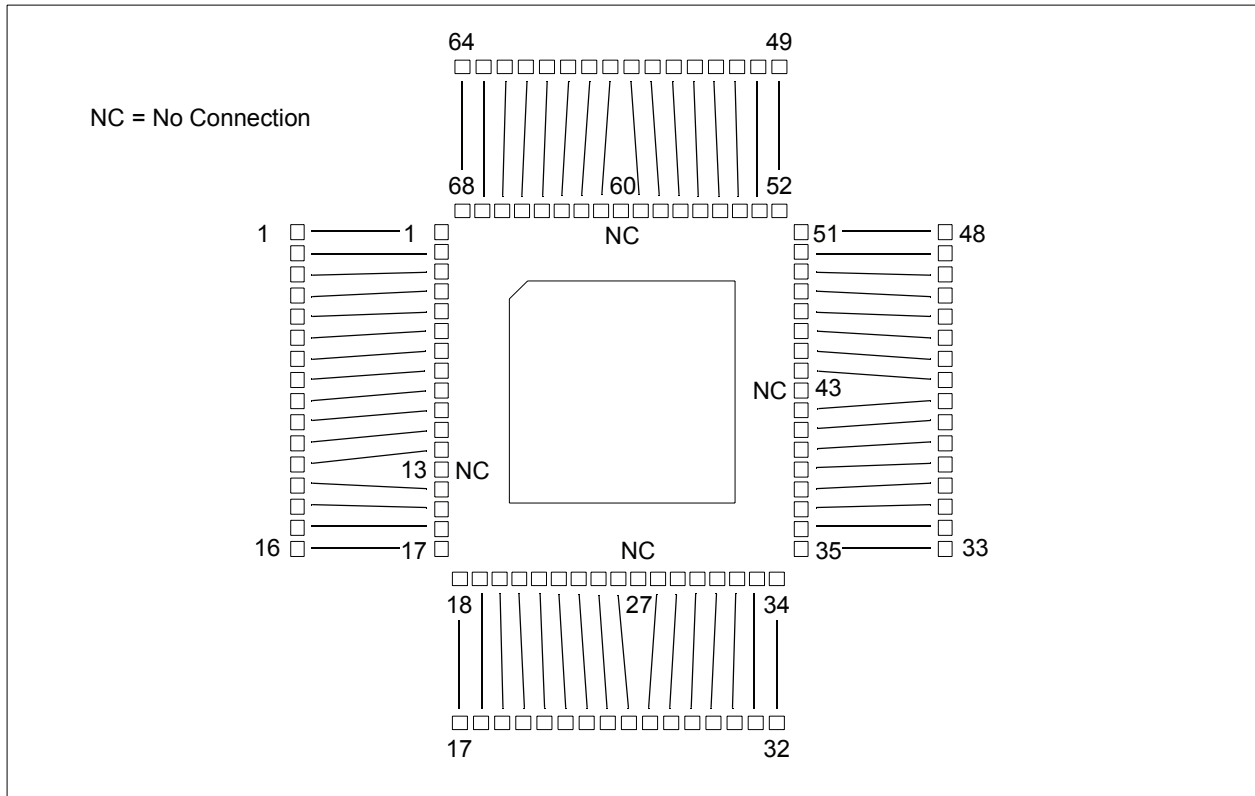 64 49
NC = No Connection
68 60 52
1 1 NC 51 48
NC 43
13 NC
16 17 NC 35 33
18 27 34
17 32